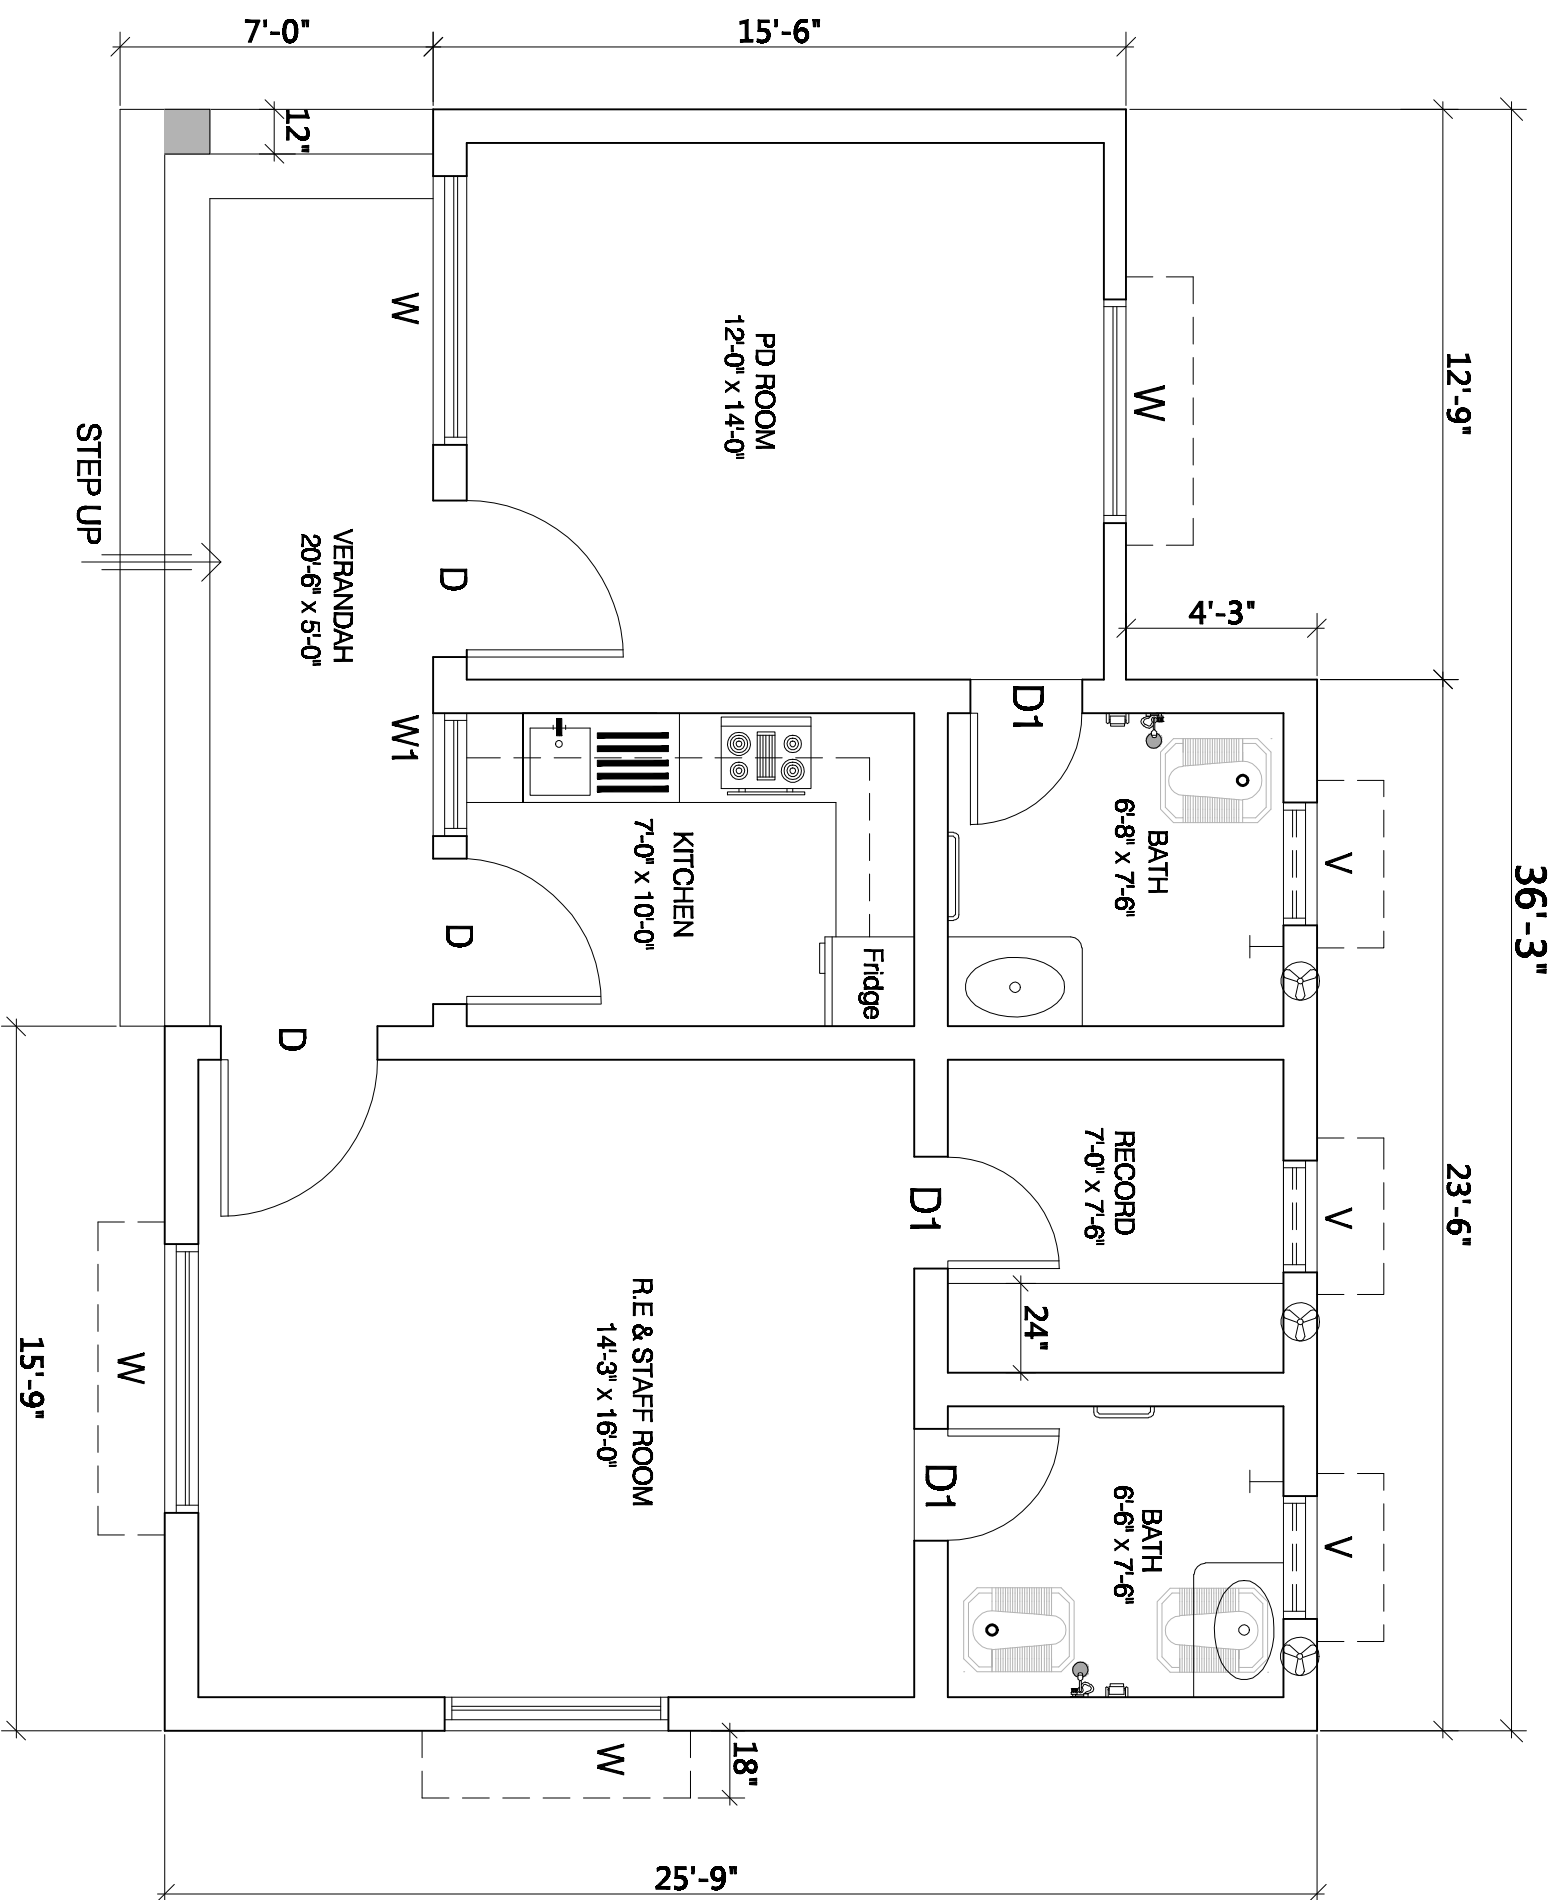 7'-0"
15'-6"
12"
36'-3"
12'-9"
23'-6"
4'-3"
W
W
PD ROOM
12'-0" x 14'-0"
STEP UP
VERANDAH
20'-6" x 5'-0"
D
D1
W1
KITCHEN
7'-0" x 10'-0"
Fridge
D
BATH
6'-8" x 7'-6"
V
D
RECORD
7'-0" x 7'-6"
V
D1
24"
R.E & STAFF ROOM
14'-3" x 16'-0"
W
15'-9"
D1
BATH
6'-6" x 7'-6"
V
W
18"
25'-9"